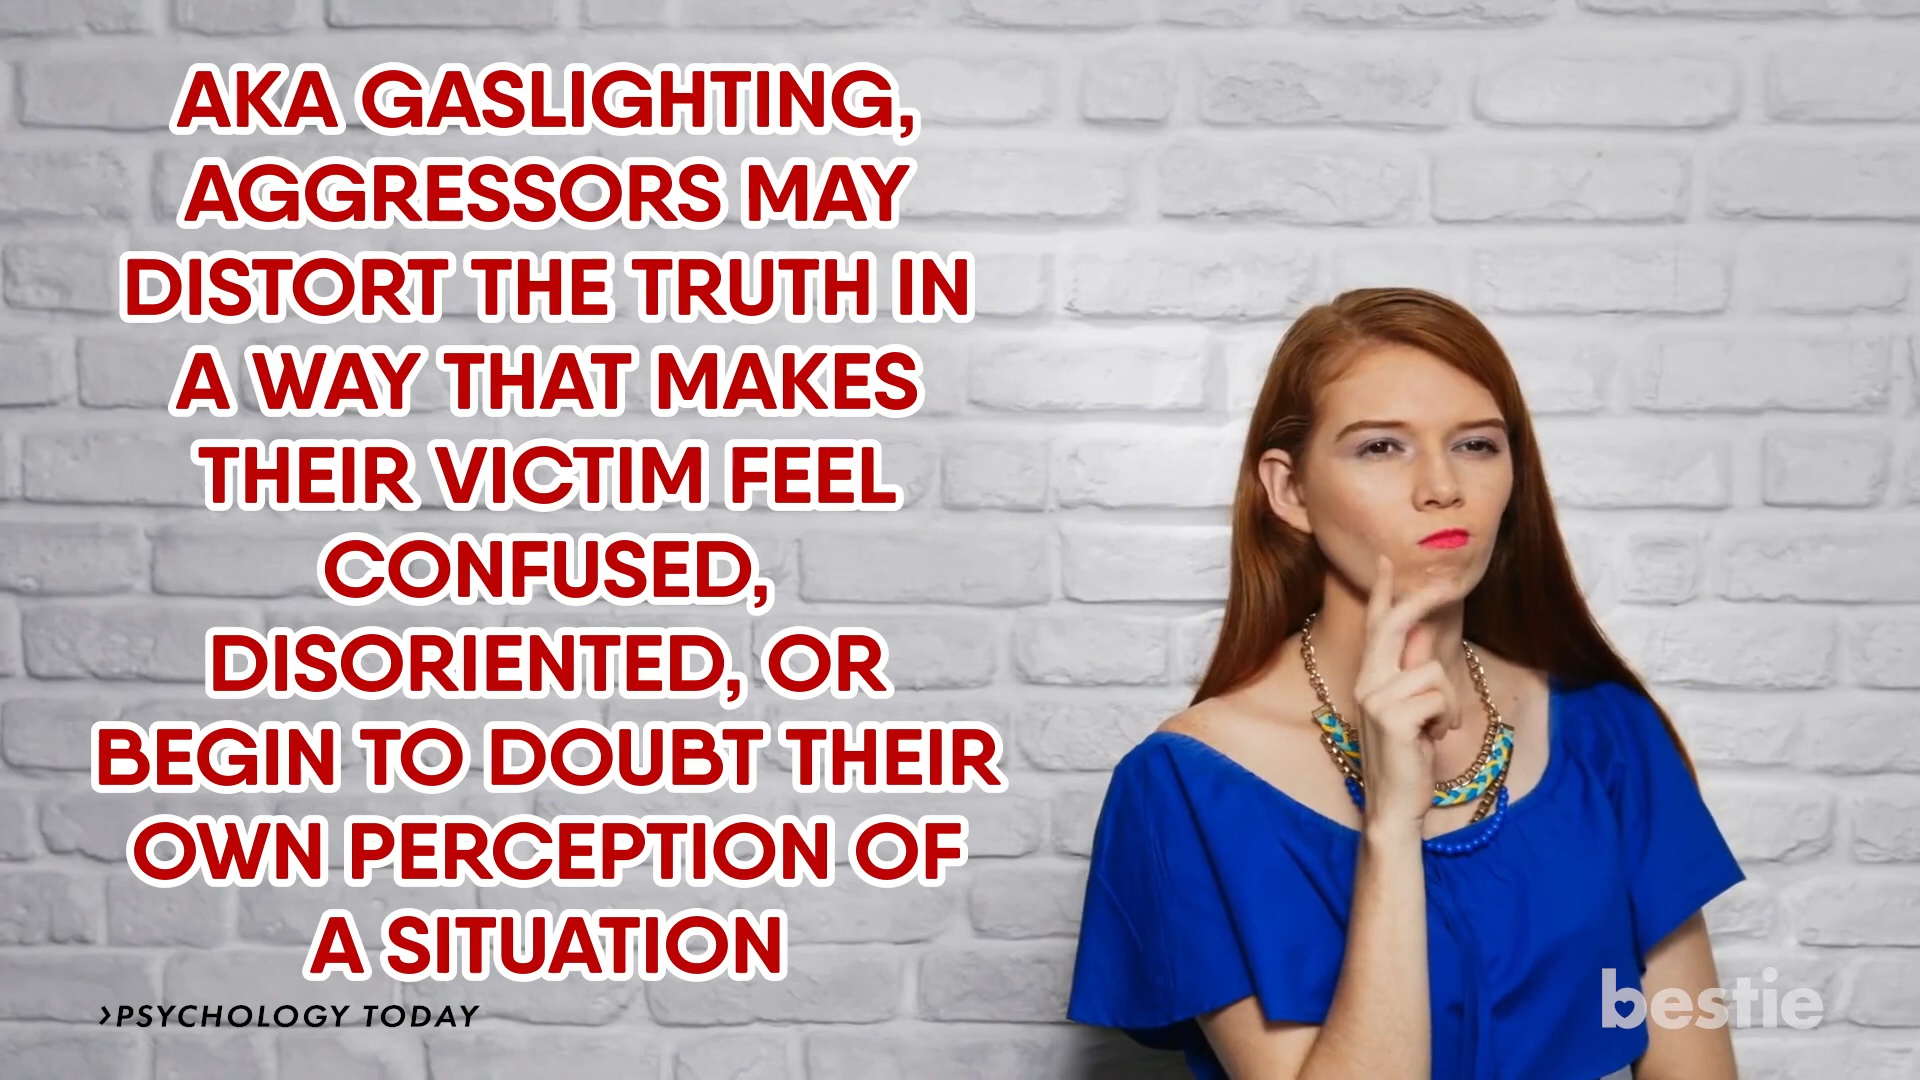 AKA GASLIGHTING,
AGGRESSORS MAY
DISTORT THE TRUTH IN
A WAY THAT MAKES
THEIR VICTIM FEEL
CONFUSED,
DISORIENTED, OR
BEGIN TO DOUBT THEIR
OWN PERCEPTION OF
A SITUATION
>PSYCHOLOGY TODAY
bestie